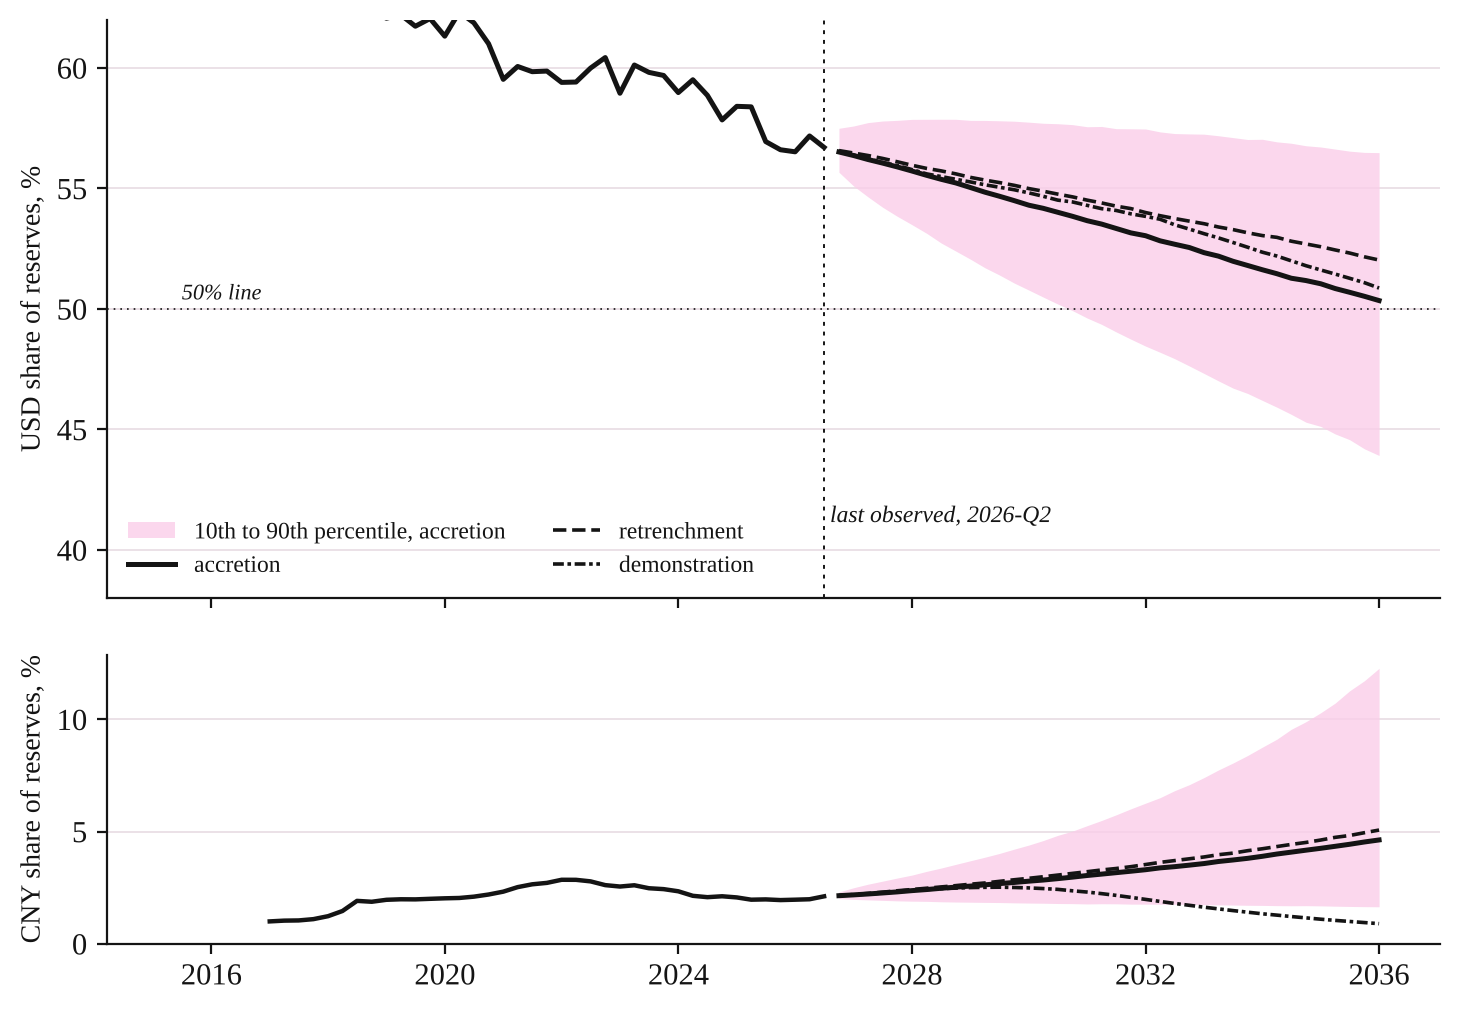 USD share of reserves, %
60
55
50
45
40
50% line
last observed, 2026-Q2
10th to 90th percentile, accretion
accretion
retrenchment
demonstration
CNY share of reserves, %
10
5
0
2016
2020
2024
2028
2032
2036